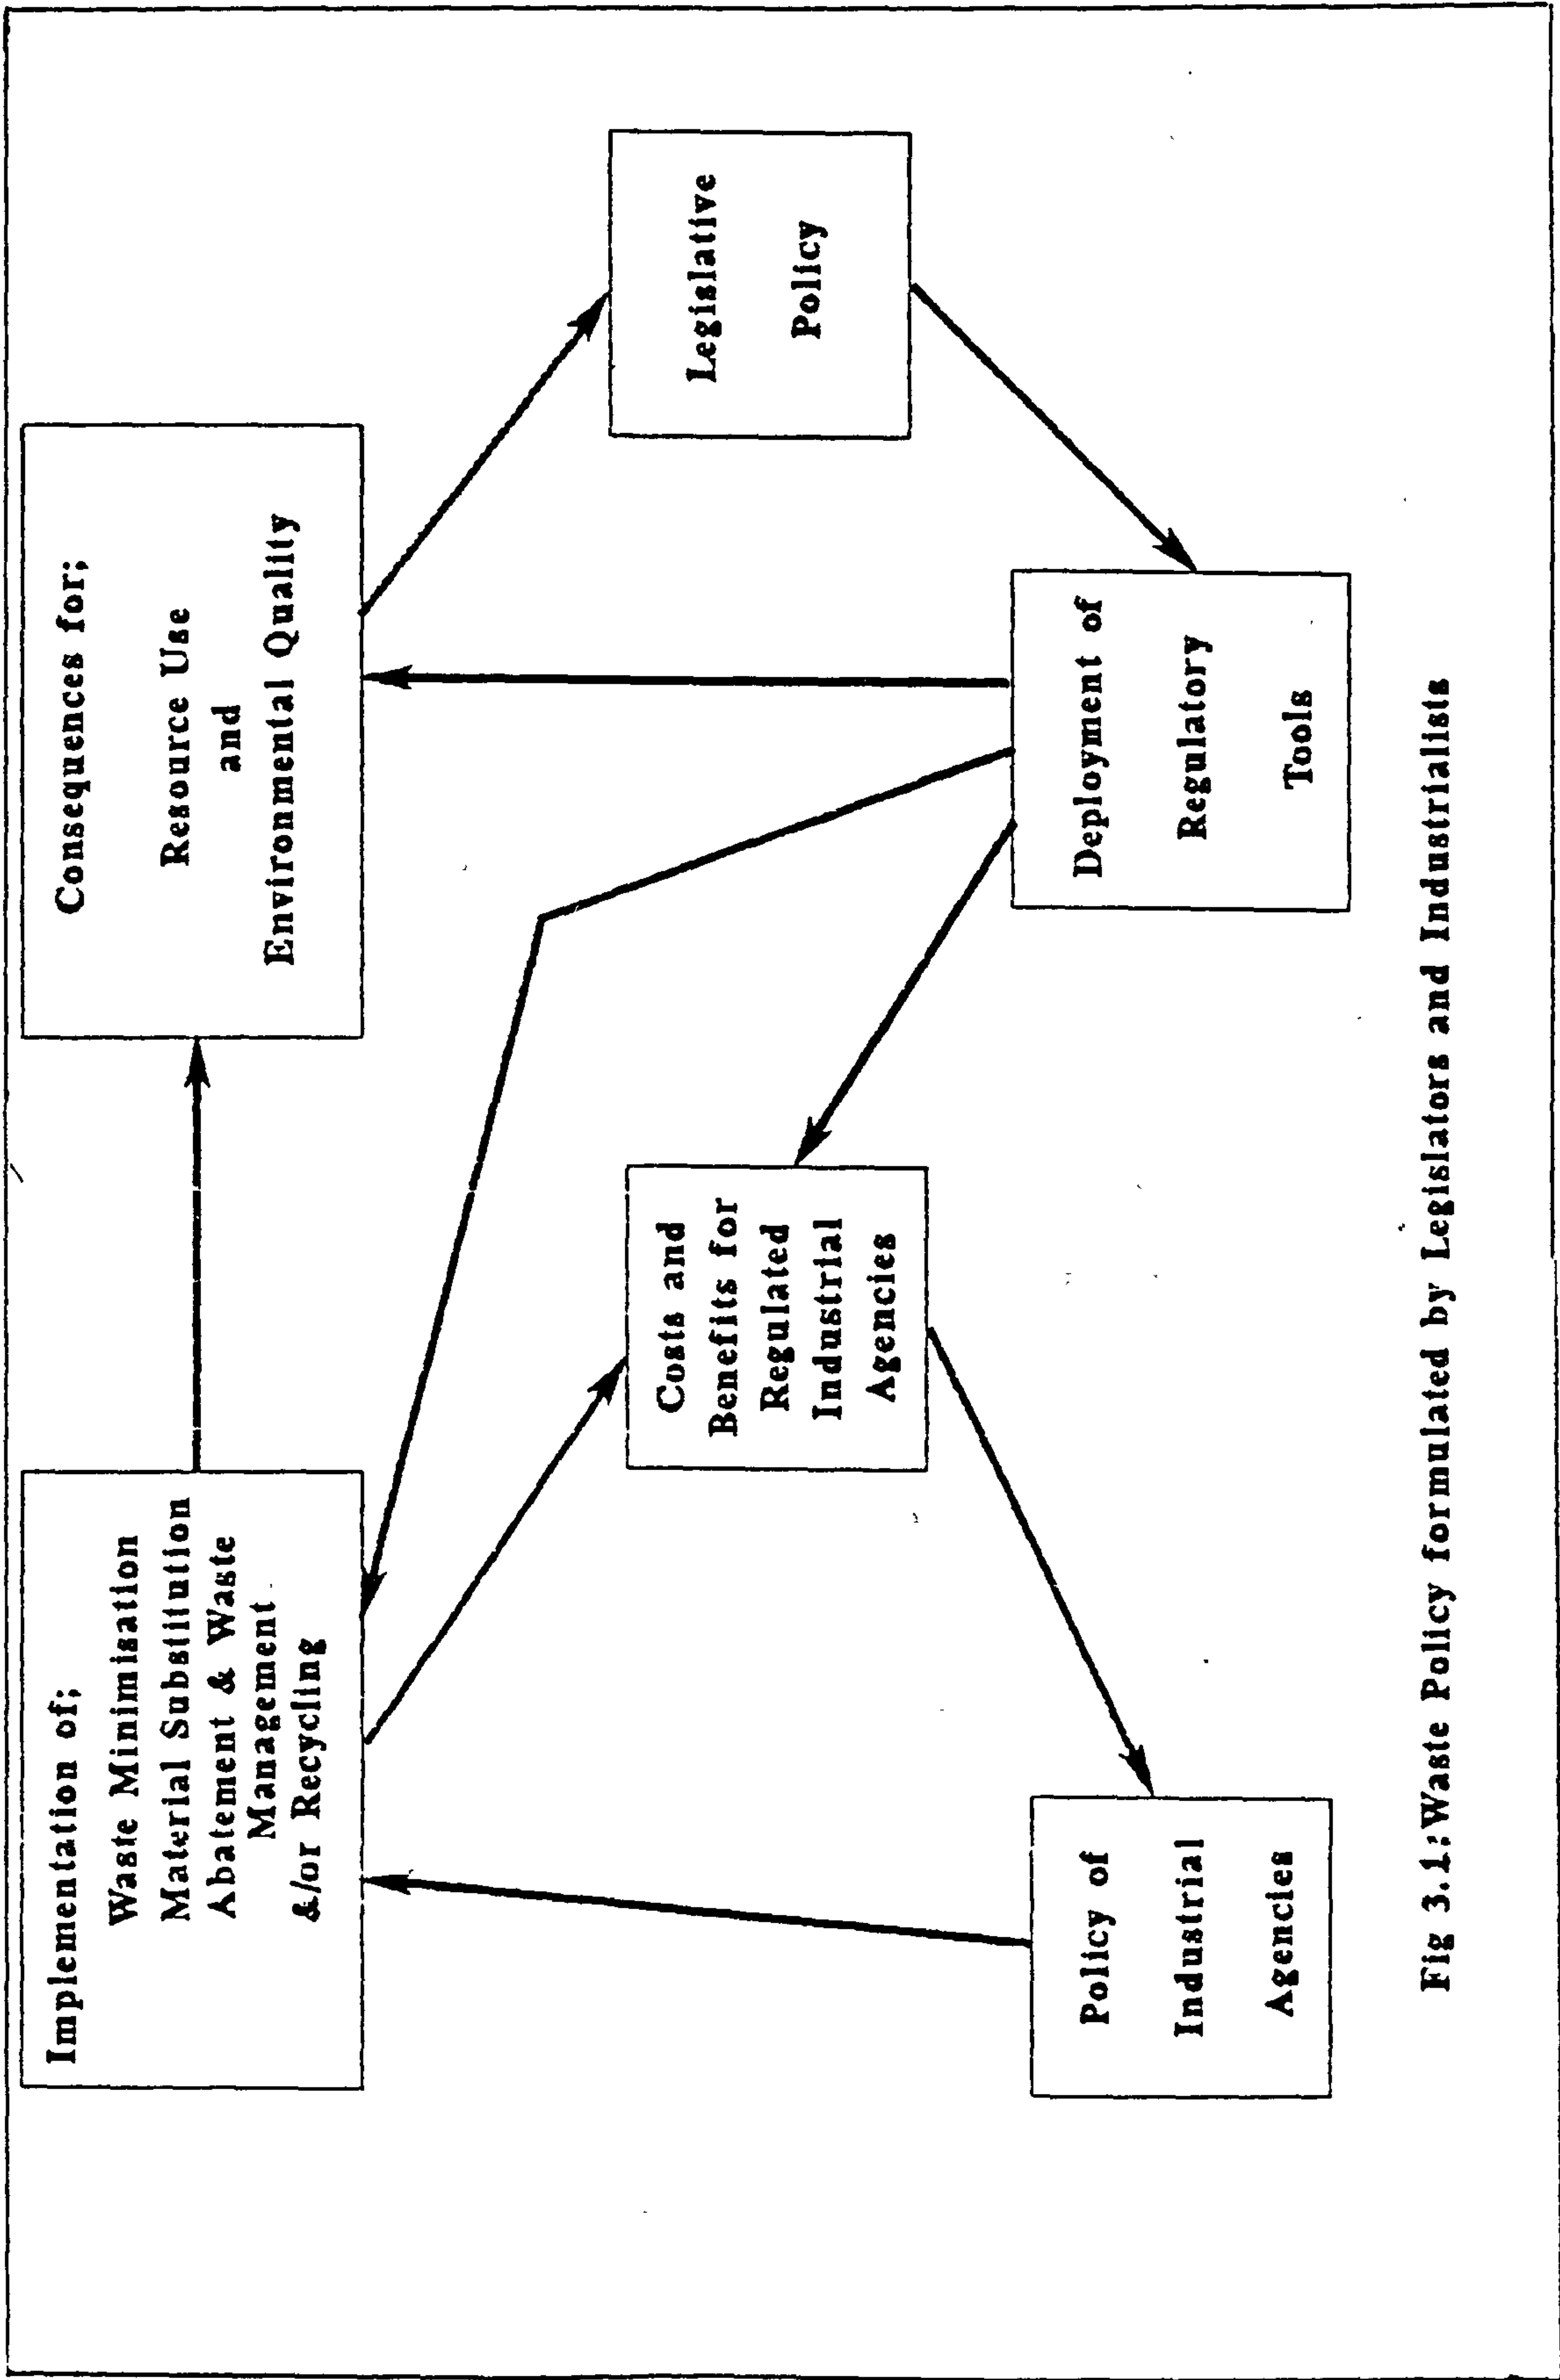 Implementation of;
Waste Minimisation
Material Substitution
Abatement & Waste
Management
&/or Recycling
Consequences for;
Resource Use
and
Environmental Quality
Costs and
Benefits for
Regulated
Industrial
Agencies
Legislative
Policy
Policy of
Industrial
Agencies
Deployment of
Regulatory
Tools
Fig 3.1:Waste Policy formulated by Legislators and Industrialists